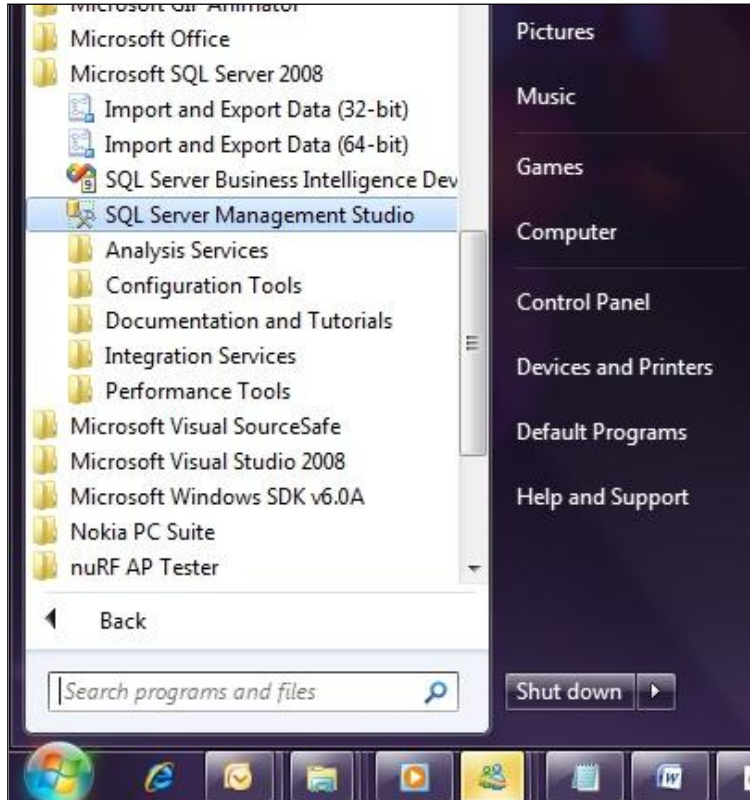 Microsoft GIF Animator
Microsoft Office
Microsoft SQL Server 2008
Import and Export Data (32-bit)
Import and Export Data (64-bit)
SQL Server Business Intelligence Dev
SQL Server Management Studio
Analysis Services
Configuration Tools
Documentation and Tutorials
Integration Services
Performance Tools
Microsoft Visual SourceSafe
Microsoft Visual Studio 2008
Microsoft Windows SDK v6.0A
Nokia PC Suite
nuRF AP Tester
Back
Search programs and files
Pictures
Music
Games
Computer
Control Panel
Devices and Printers
Default Programs
Help and Support
Shut down